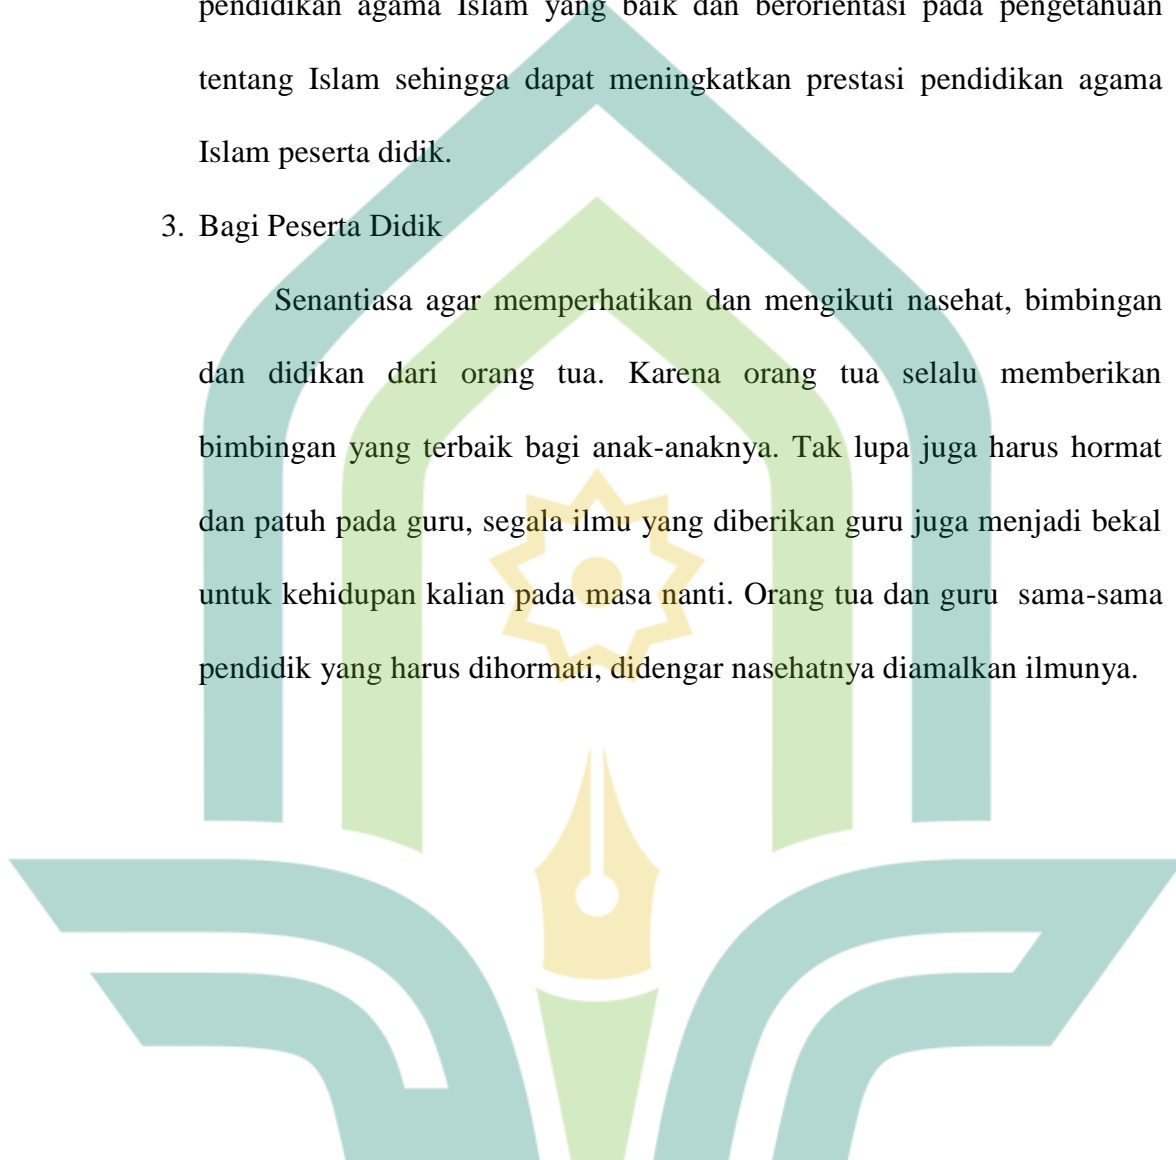 pendidikan agama Islam yang baik dan berorientasi pada pengetahuan
tentang Islam sehingga dapat meningkatkan prestasi pendidikan agama
Islam peserta didik.
3. Bagi Peserta Didik
Senantiasa agar memperhatikan dan mengikuti nasehat, bimbingan
dan didikan dari orang tua. Karena orang tua selalu memberikan
bimbingan yang terbaik bagi anak-anaknya. Tak lupa juga harus hormat
dan patuh pada guru, segala ilmu yang diberikan guru juga menjadi bekal
untuk kehidupan kalian pada masa nanti. Orang tua dan guru sama-sama
pendidik yang harus dihormati, didengar nasehatnya diamalkan ilmunya.